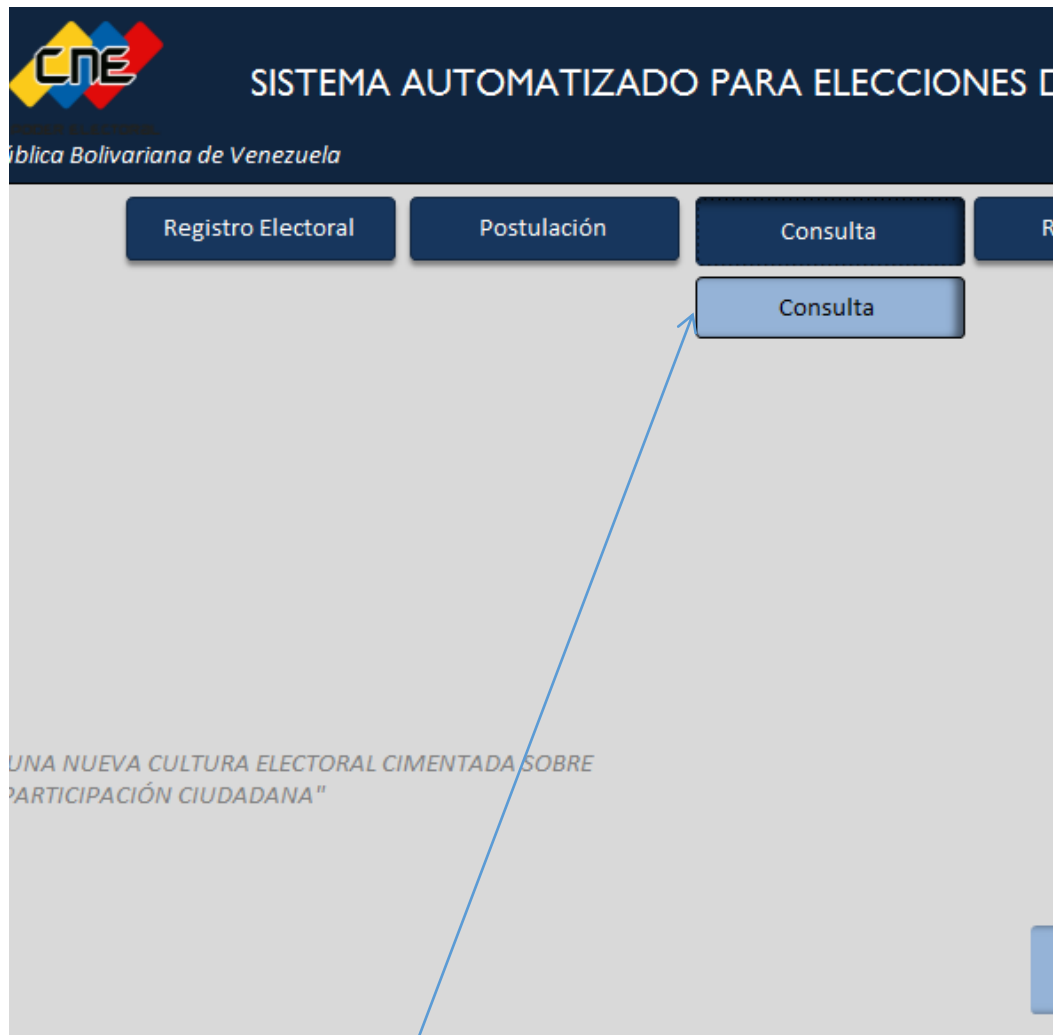 CNE
SISTEMA AUTOMATIZADO PARA ELECCIONES D
ública Bolivariana de Venezuela
Registro Electoral
Postulación
Consulta
R
Consulta
UNA NUEVA CULTURA ELECTORAL CIMENTADA SOBRE
PARTICIPACIÓN CIUDADANA"